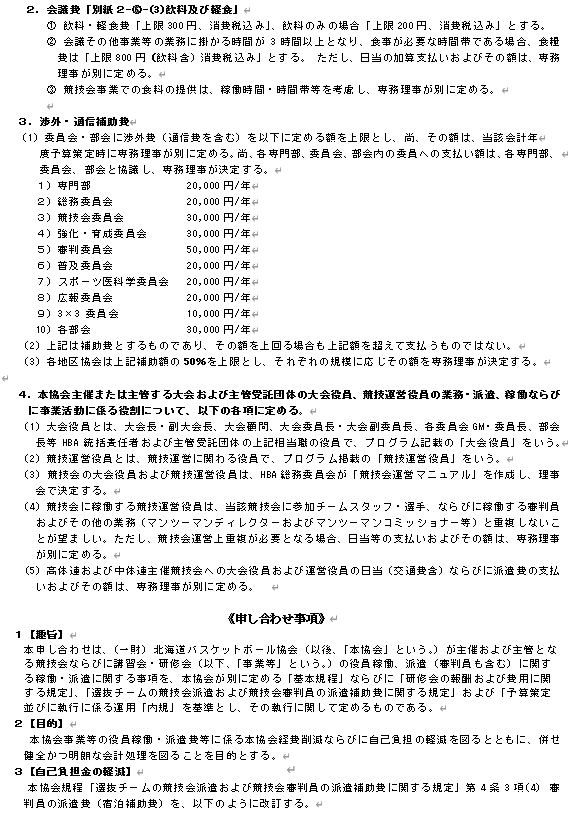 2．会議費「別紙２-⑥-(3)飲料及び軽食」
① 飲料・軽食費「上限300円、消費税込み」、飲料のみの場合「上限200円、消費税込み」とする。
② 会議その他事業等の業務に掛かる時間が3時間以上となり、食事が必要な時間帯である場合、食糧
費は「上限800円（飲料含）消費税込み」とする。 ただし、日当の加算支払いおよびその額は、専務
理事が別に定める。
③ 競技会事業での食料の提供は、稼働時間・時間帯等を考慮し、専務理事が別に定める。
3．渉外・通信補助費
(1) 委員会・部会に渉外費（通信費を含む）を以下に定める額を上限とし、尚、その額は、当該会計年
度予算策定時に専務理事が別に定める。尚、各専門部、委員会、部会内の委員への支払い額は、各専門部、
委員会、部会と協議し、専務理事が決定する。
1）専門部 20,000円/年
2）総務委員会 20,000円/年
3）競技会委員会 30,000円/年
4）強化・育成委員会 30,000円/年
5）審判委員会 50,000円/年
6）普及委員会 20,000円/年
7）スポーツ医科学委員会 20,000円/年
8）広報委員会 20,000円/年
9）3×3 委員会 10,000円/年
10）各部会 30,000円/年
(2) 上記は補助費とするものであり、その額を上回る場合も上記額を超えて支払うものではない。
(3) 各地区協会は上記補助額の50%を上限とし、それぞれの規模に応じその額を専務理事が決定する。
4．本協会主催または主管する大会および主管受託団体の大会役員、競技運営役員の業務・派遣、稼働ならび
に事業活動に係る役割について、以下の各項に定める。
(1) 大会役員とは、大会長・副大会長、大会顧問、大会委員長・大会副委員長、各委員会GM・委員長、部会
長等HBA統括責任者および主管受託団体の上記相当職の役員で、プログラム記載の「大会役員」をいう。
(2) 競技運営役員とは、競技運営に関わる役員で、プログラム掲載の「競技運営役員」をいう。
(3) 競技会の大会役員および競技運営役員は、HBA総務委員会が「競技会運営マニュアル」を作成し、理事
会で決定する。
(4) 競技会に稼働する競技運営役員は、当該競技会に参加チームスタッフ・選手、ならびに稼働する審判員
およびその他の業務（マンツーマンディレクターおよびマンツーマンコミッショナー等）と重複しないこ
とが望ましい。ただし、競技会運営上重複が必要となる場合、日当等の支払いおよびその額は、専務理事
が別に定める。
(5) 高体連および中体連主催競技会への大会役員および運営役員の日当（交通費含）ならびに派遣費の支払
いおよびその額は、専務理事が別に定める。
《申し合わせ事項》
1【趣旨】
本申し合わせは、（一財）北海道バスケットボール協会（以後、「本協会」という。）が主催および主管とな
る競技会ならびに講習会・研修会（以下、「事業等」という。）の役員稼働、派遣（審判員も含む）に関す
る稼働・派遣に関する事項を、本協会が別に定める「基本規程」ならびに「研修会の報酬および費用に関
する規定」、「選抜チームの競技会派遣および競技会審判員の派遣補助費に関する規定」および「予算策定
並びに執行に係る運用「内規」を基準とし、その執行に関して定めるものである。
2【目的】
本協会事業等の役員稼働・派遣費等に係る本協会経費削減ならびに自己負担の軽減を図るとともに、併せ
健全かつ明朗な会計処理を図ることを目的とする。
3【自己負担金の軽減】
本協会規程「選抜チームの競技会派遣および競技会審判員の派遣補助費に関する規定」第4条3項(4) 審
判員の派遣費（宿泊補助費）を、以下のように改訂する。